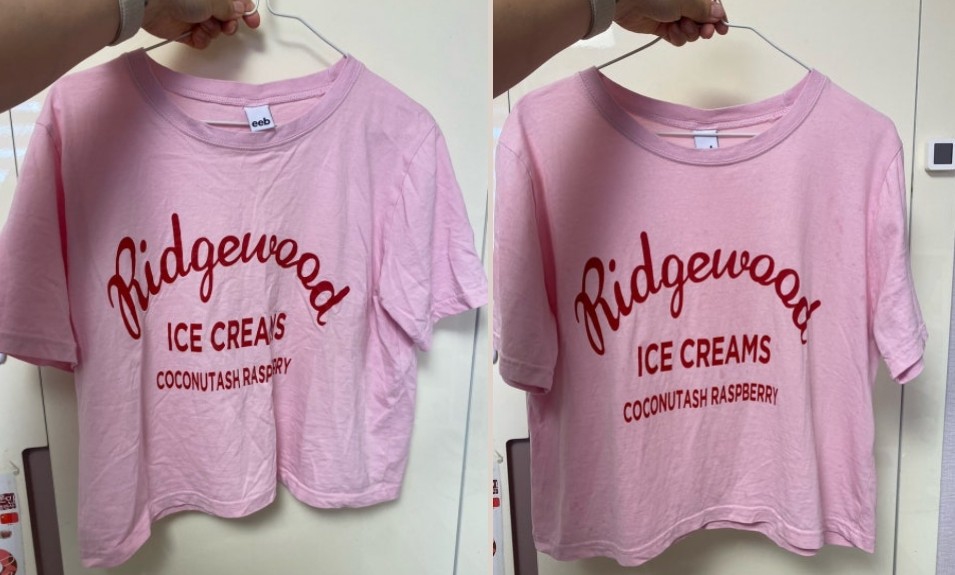 eeb
Ridgewood
ICE CREAMS
COCONUTASH RASPBERRY
Ridgewood
ICE CREAMS
COCONUTASH RASPBERRY